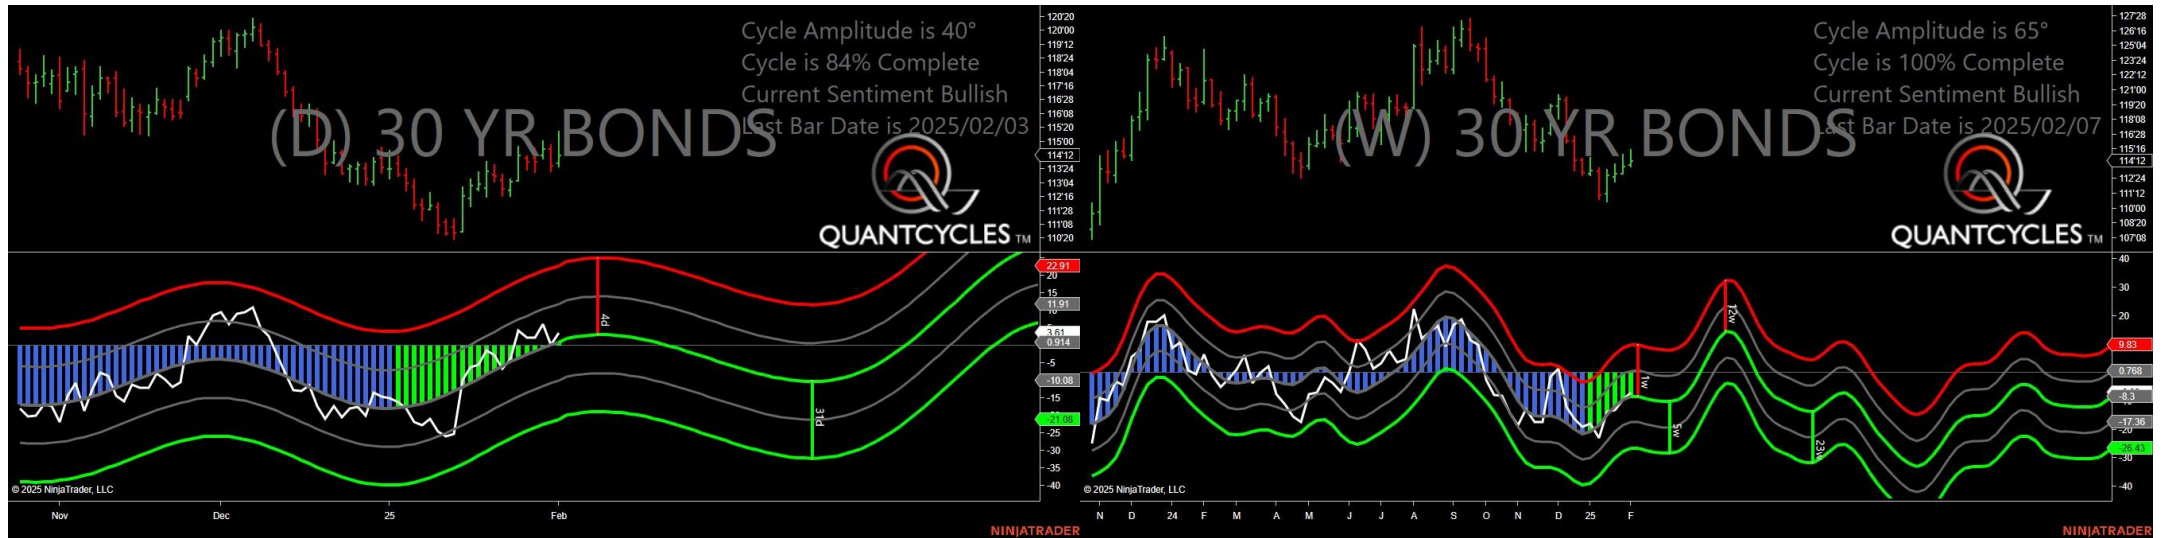 Cycle Amplitude is 40°
Cycle is 84% Complete
Current Sentiment Bullish
Last Bar Date is 2025/02/03
(D) 30 YR BONDS
QUANTCYCLES TM
120'20
120'00
119'12
118'24
118'04
117'16
116'28
116'08
115'20
115'00
114'12
113'24
113'04
112'16
111'28
111'08
110'20
22.91
20
15
11.91
10
3.61
0.914
-5
-10.08
-15
-21.08
-25
-30
-35
-40
4d
31d
© 2025 NinjaTrader, LLC
Nov Dec 25 Feb
NINJATRADER
Cycle Amplitude is 65°
Cycle is 100% Complete
Current Sentiment Bullish
Last Bar Date is 2025/02/07
(W) 30 YR BONDS
QUANTCYCLES TM
127'28
126'16
125'04
123'24
122'12
121'00
119'20
118'08
116'28
115'16
114'12
112'24
111'12
110'00
108'20
107'08
40
30
20
9.83
0.768
-8.3
-17.36
-20
-26.43
-30
-40
1w
5w
12w
23w
© 2025 NinjaTrader, LLC
N D 24 F M A M J J A S O N D 25 F
NINJATRADER